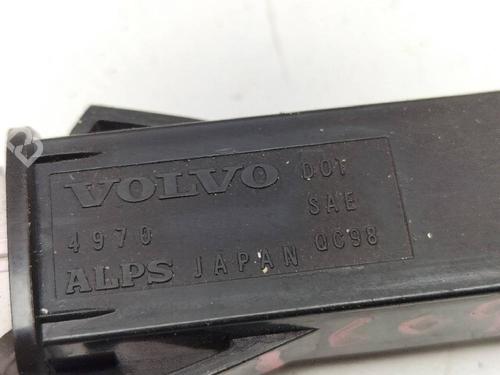 VOLVO DOT
4970 SAE
ALPS JAPAN QC98